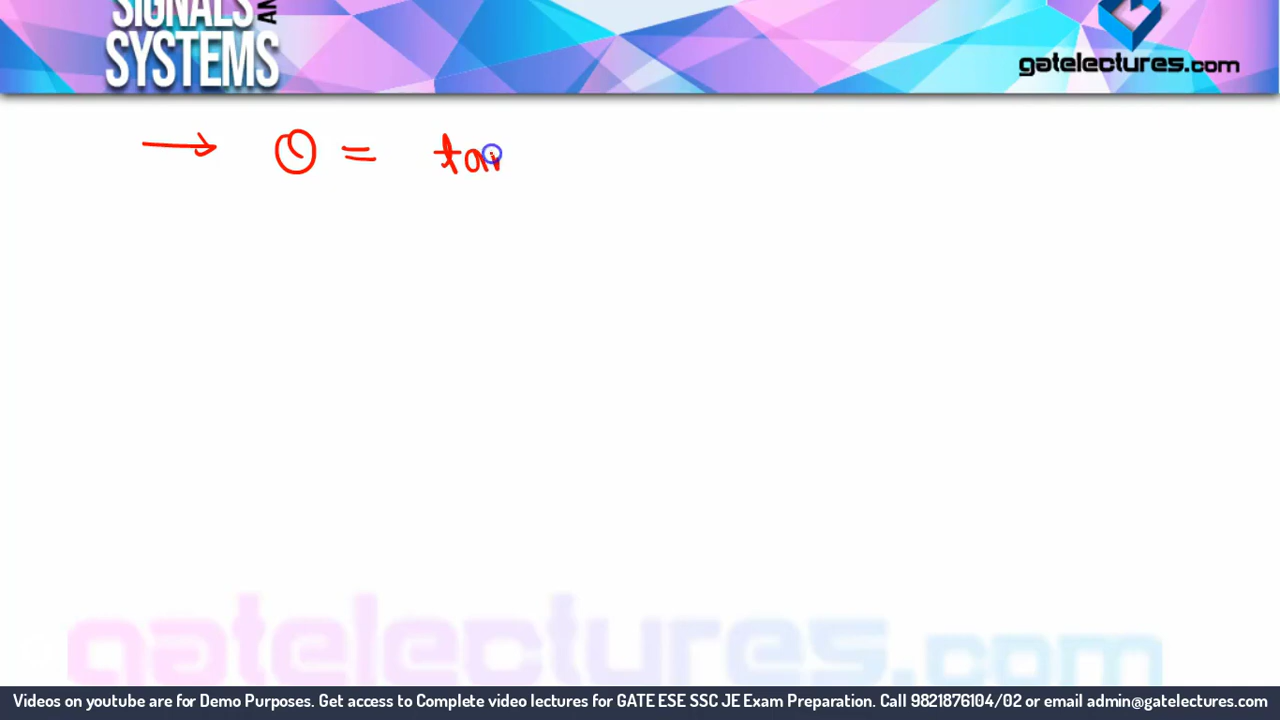 SIGNALS AND
SYSTEMS
gatelectures.com
→ θ = tan
gatelectures.com
Videos on youtube are for Demo Purposes. Get access to Complete video lectures for GATE ESE SSC JE Exam Preparation. Call 9821876104/02 or email admin@gatelectures.com